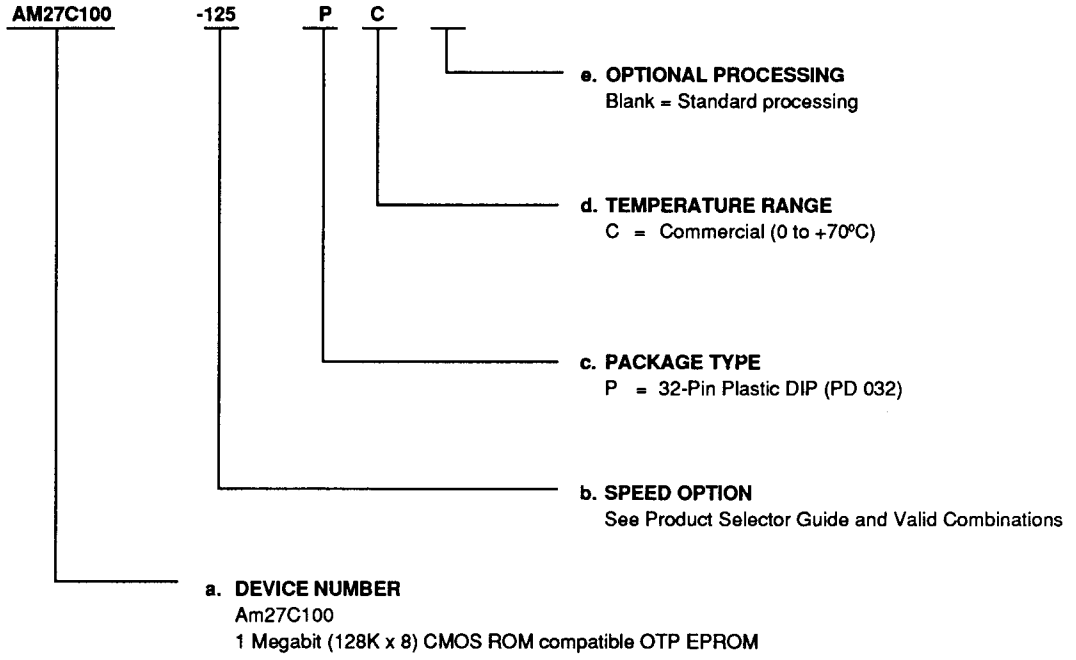 AM27C100 -125 P C
e. OPTIONAL PROCESSING
Blank = Standard processing
d. TEMPERATURE RANGE
C = Commercial (0 to +70ºC)
c. PACKAGE TYPE
P = 32-Pin Plastic DIP (PD 032)
b. SPEED OPTION
See Product Selector Guide and Valid Combinations
a. DEVICE NUMBER
Am27C100
1 Megabit (128K x 8) CMOS ROM compatible OTP EPROM